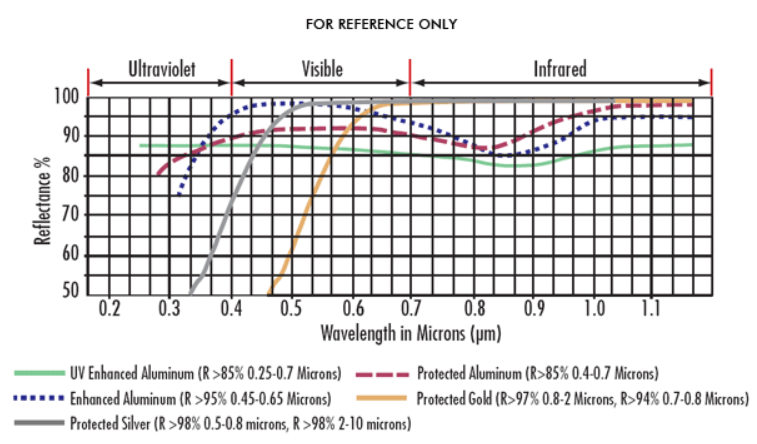 FOR REFERENCE ONLY
Ultraviolet Visible Infrared
100
90
80
70
60
50
Reflectance %
0.2 0.3 0.4 0.5 0.6 0.7 0.8 0.9 1.0 1.1
Wavelength in Microns (µm)
UV Enhanced Aluminum (R >85% 0.25-0.7 Microns) Protected Aluminum (R>85% 0.4-0.7 Microns)
Enhanced Aluminum (R >95% 0.45-0.65 Microns) Protected Gold (R>97% 0.8-2 Microns, R>94% 0.7-0.8 Microns)
Protected Silver (R >98% 0.5-0.8 microns, R >98% 2-10 microns)